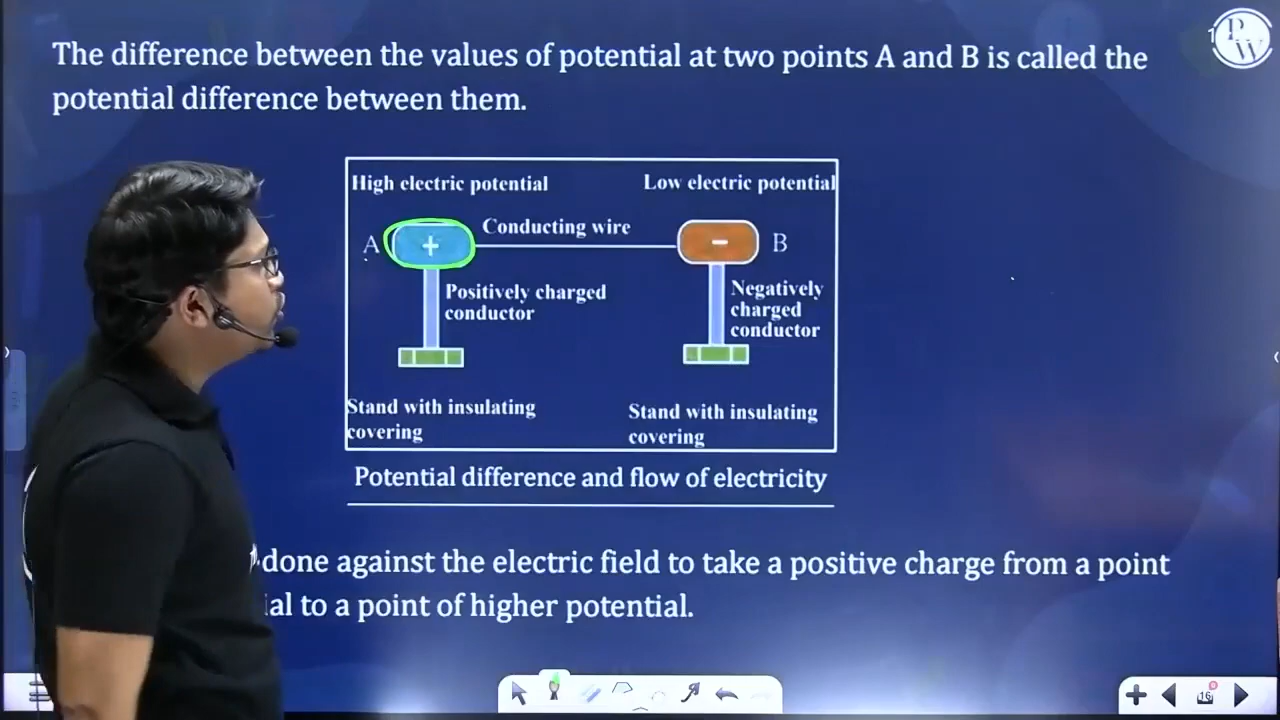 The difference between the values of potential at two points A and B is called the
potential difference between them.
PW
High electric potential
Low electric potential
A
+
Conducting wire
-
B
Positively charged
conductor
Negatively
charged
conductor
Stand with insulating
covering
Stand with insulating
covering
Potential difference and flow of electricity
done against the electric field to take a positive charge from a point
to a point of higher potential.
16